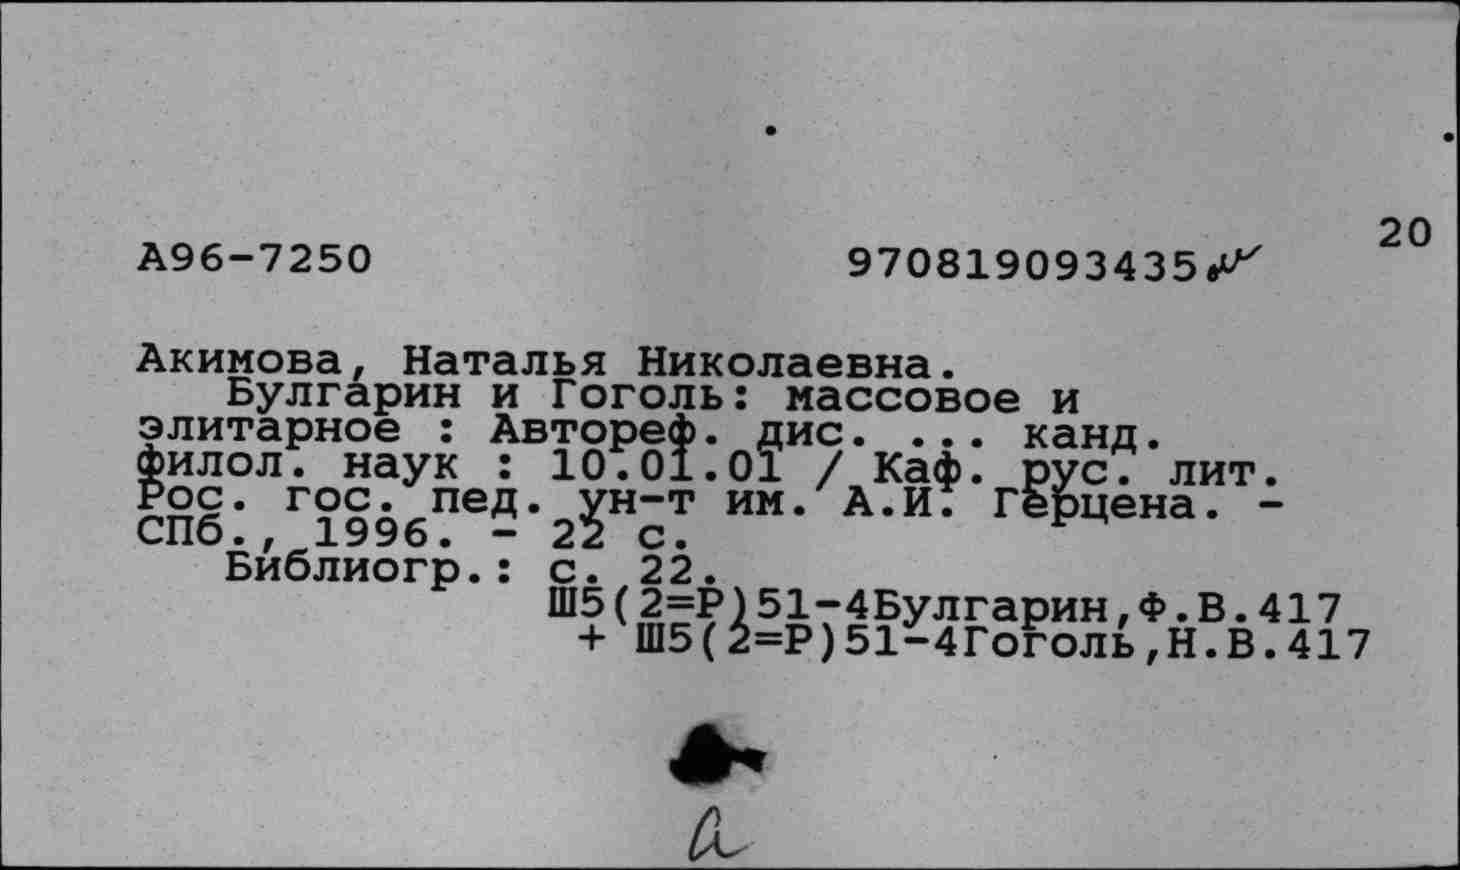 20
А96-7250 970819093435
Акимова, Наталья Николаевна.
Булгарин и Гоголь: массовое и
элитарное : Автореф. дис. ... канд.
филол. наук : 10.01.01 / Каф. рус. лит.
Рос. гос. пед. ун-т им. А.И. Герцена. -
СПб., 1996. - 22 с.
Библиогр.: с. 22.
Ш5(2=Р)51-4Булгарин,Ф.В.417
+ Ш5(2=Р)51-4Гоголь,Н.В.417